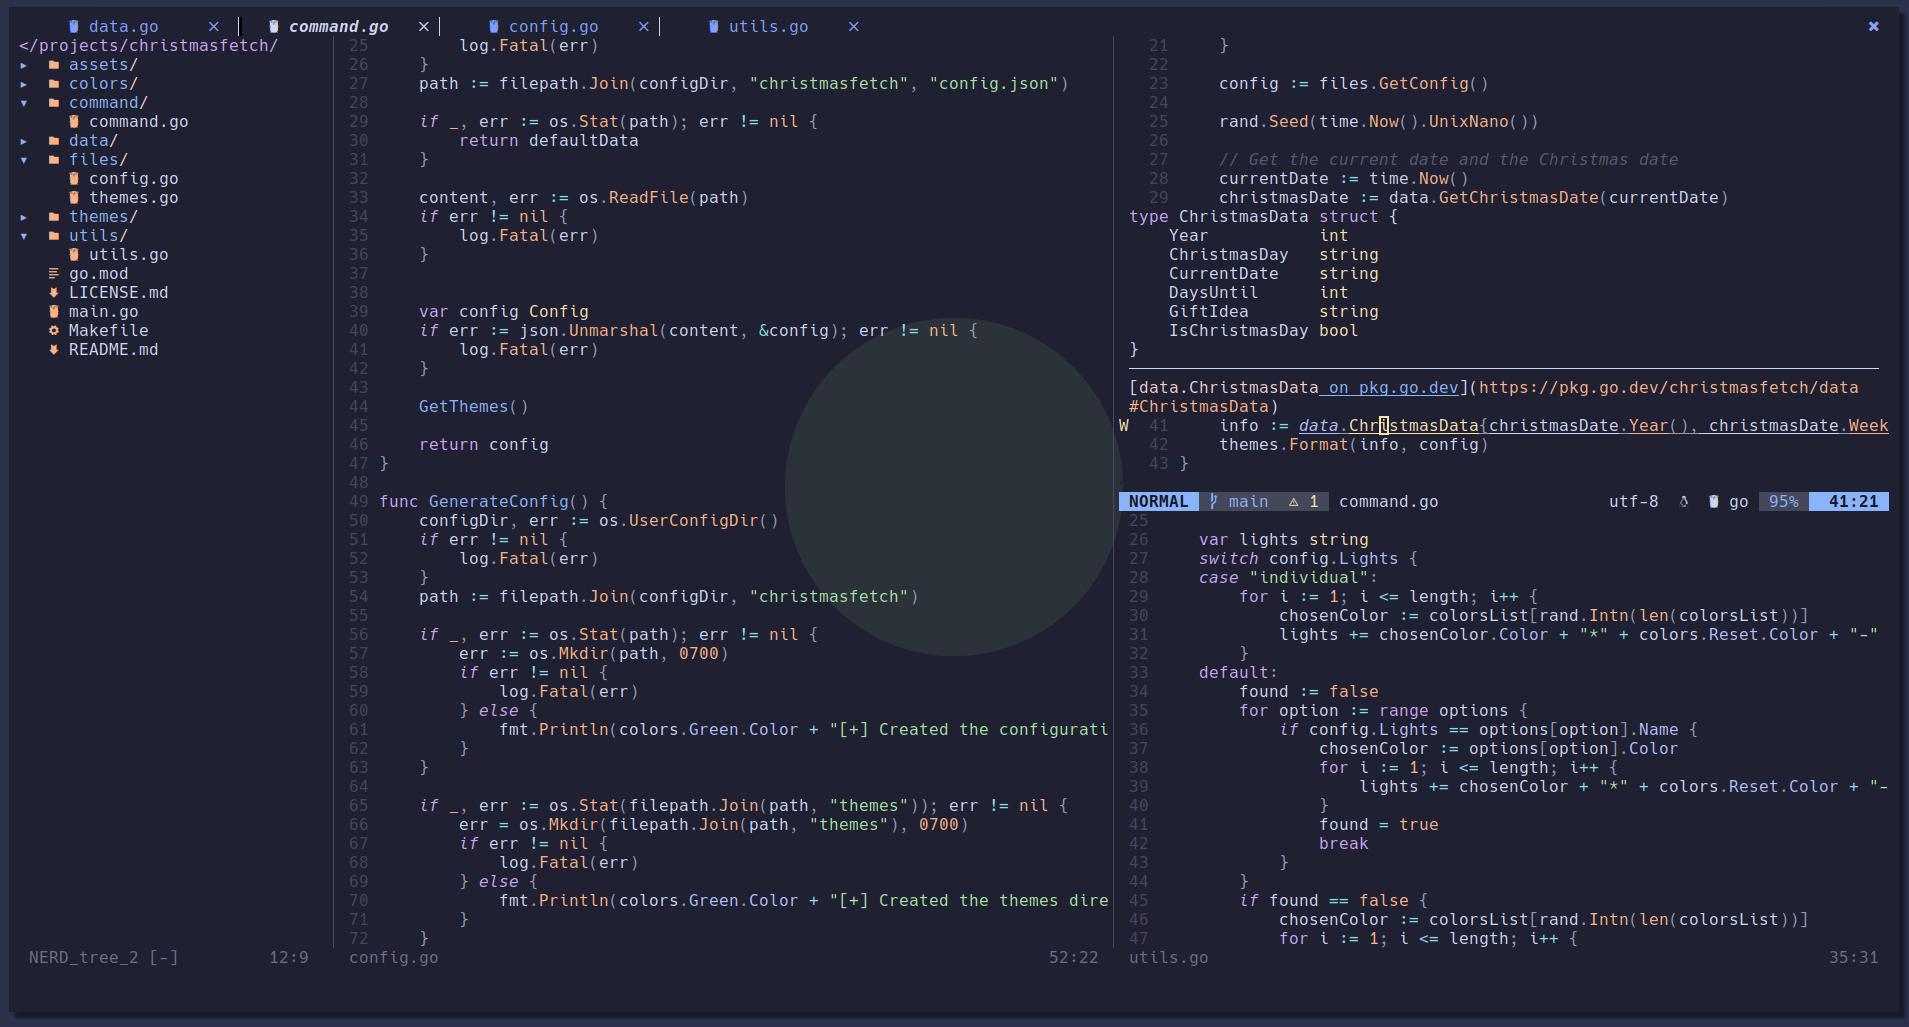 data.go × command.go × config.go × utils.go ×
</projects/christmasfetch/
▸ assets/
▸ colors/
▾ command/
command.go
▸ data/
▾ files/
config.go
themes.go
▸ themes/
▾ utils/
utils.go
go.mod
LICENSE.md
main.go
Makefile
README.md
NERD_tree_2 [-] 12:9
25 log.Fatal(err)
26 }
27 path := filepath.Join(configDir, "christmasfetch", "config.json")
28
29 if _, err := os.Stat(path); err != nil {
30 return defaultData
31 }
32
33 content, err := os.ReadFile(path)
34 if err != nil {
35 log.Fatal(err)
36 }
37
38
39 var config Config
40 if err := json.Unmarshal(content, &config); err != nil {
41 log.Fatal(err)
42 }
43
44 GetThemes()
45
46 return config
47 }
48
49 func GenerateConfig() {
50 configDir, err := os.UserConfigDir()
51 if err != nil {
52 log.Fatal(err)
53 }
54 path := filepath.Join(configDir, "christmasfetch")
55
56 if _, err := os.Stat(path); err != nil {
57 err := os.Mkdir(path, 0700)
58 if err != nil {
59 log.Fatal(err)
60 } else {
61 fmt.Println(colors.Green.Color + "[+] Created the configurati
62 }
63 }
64
65 if _, err := os.Stat(filepath.Join(path, "themes")); err != nil {
66 err = os.Mkdir(filepath.Join(path, "themes"), 0700)
67 if err != nil {
68 log.Fatal(err)
69 } else {
70 fmt.Println(colors.Green.Color + "[+] Created the themes dire
71 }
72 }
config.go 52:22
21 }
22
23 config := files.GetConfig()
24
25 rand.Seed(time.Now().UnixNano())
26
27 // Get the current date and the Christmas date
28 currentDate := time.Now()
29 christmasDate := data.GetChristmasDate(currentDate)
type ChristmasData struct {
Year int
ChristmasDay string
CurrentDate string
DaysUntil int
GiftIdea string
IsChristmasDay bool
}
[data.ChristmasData on pkg.go.dev](https://pkg.go.dev/christmasfetch/data
#ChristmasData)
W 41 info := data.ChristmasData{christmasDate.Year(), christmasDate.Week
42 themes.Format(info, config)
43 }
NORMAL main ⚠ 1 command.go utf-8 go 95% 41:21
25
26 var lights string
27 switch config.Lights {
28 case "individual":
29 for i := 1; i <= length; i++ {
30 chosenColor := colorsList[rand.Intn(len(colorsList))]
31 lights += chosenColor.Color + "*" + colors.Reset.Color + "-"
32 }
33 default:
34 found := false
35 for option := range options {
36 if config.Lights == options[option].Name {
37 chosenColor := options[option].Color
38 for i := 1; i <= length; i++ {
39 lights += chosenColor + "*" + colors.Reset.Color + "-
40 }
41 found = true
42 break
43 }
44 }
45 if found == false {
46 chosenColor := colorsList[rand.Intn(len(colorsList))]
47 for i := 1; i <= length; i++ {
utils.go 35:31